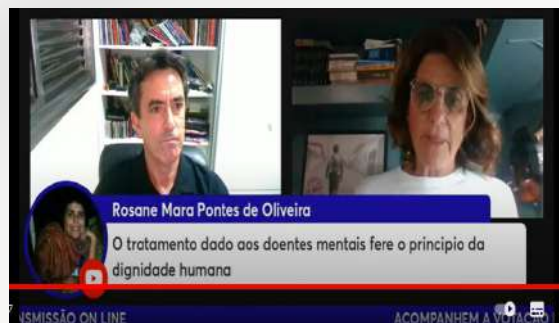 Rosane Mara Pontes de Oliveira
O tratamento dado aos doentes mentais fere o principio da
dignidade humana
NSMISSÃO ON LINE
ACOMPANHEM A VOTAÇÃO